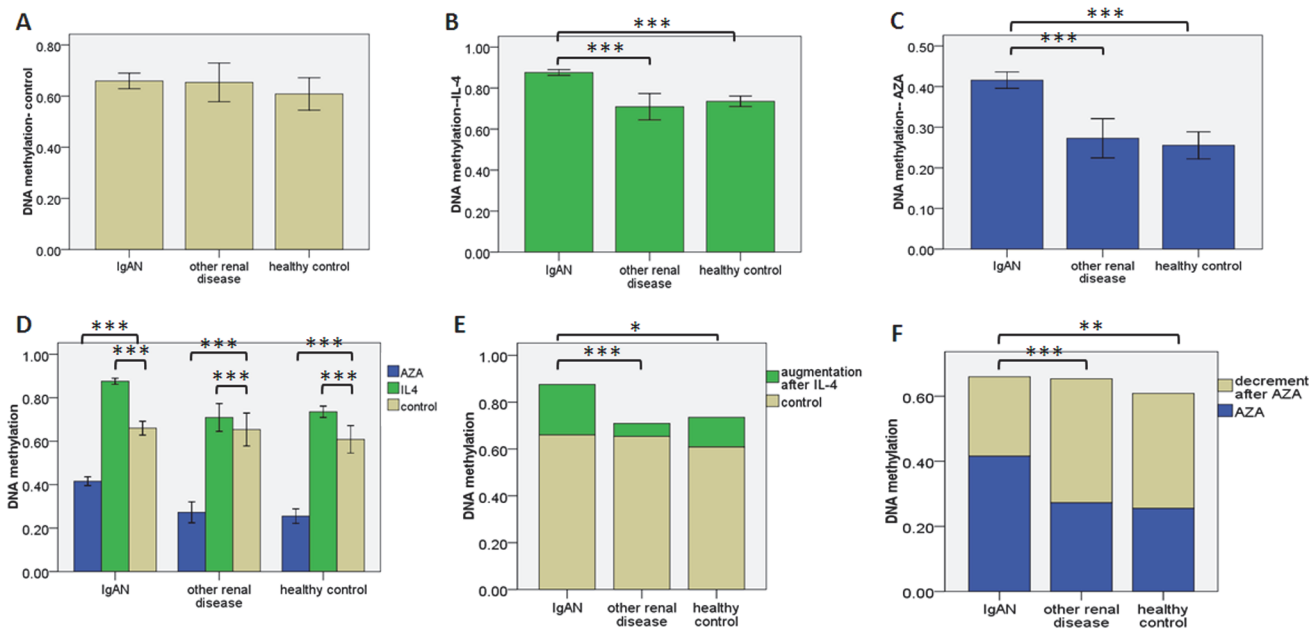 A
DNA methylation- control
0.80
0.60
0.40
0.20
0.00
IgAN
other renal
disease
healthy control
B
***
***
DNA methylation--IL-4
1.00
0.80
0.60
0.40
0.20
0.00
IgAN
other renal
disease
healthy control
C
***
***
DNA methylation-- AZA
0.50
0.40
0.30
0.20
0.10
0.00
IgAN
other renal
disease
healthy control
D
***
***
***
***
***
***
DNA methylation
1.00
0.80
0.60
0.40
0.20
0.00
IgAN
other renal
disease
healthy control
AZA
IL4
control
E
*
***
DNA methylation
1.00
0.80
0.60
0.40
0.20
0.00
IgAN
other renal
disease
healthy
control
augmentation
after IL-4
control
F
**
***
DNA methylation
0.60
0.40
0.20
0.00
IgAN
other renal
disease
healthy
control
decrement
after AZA
AZA